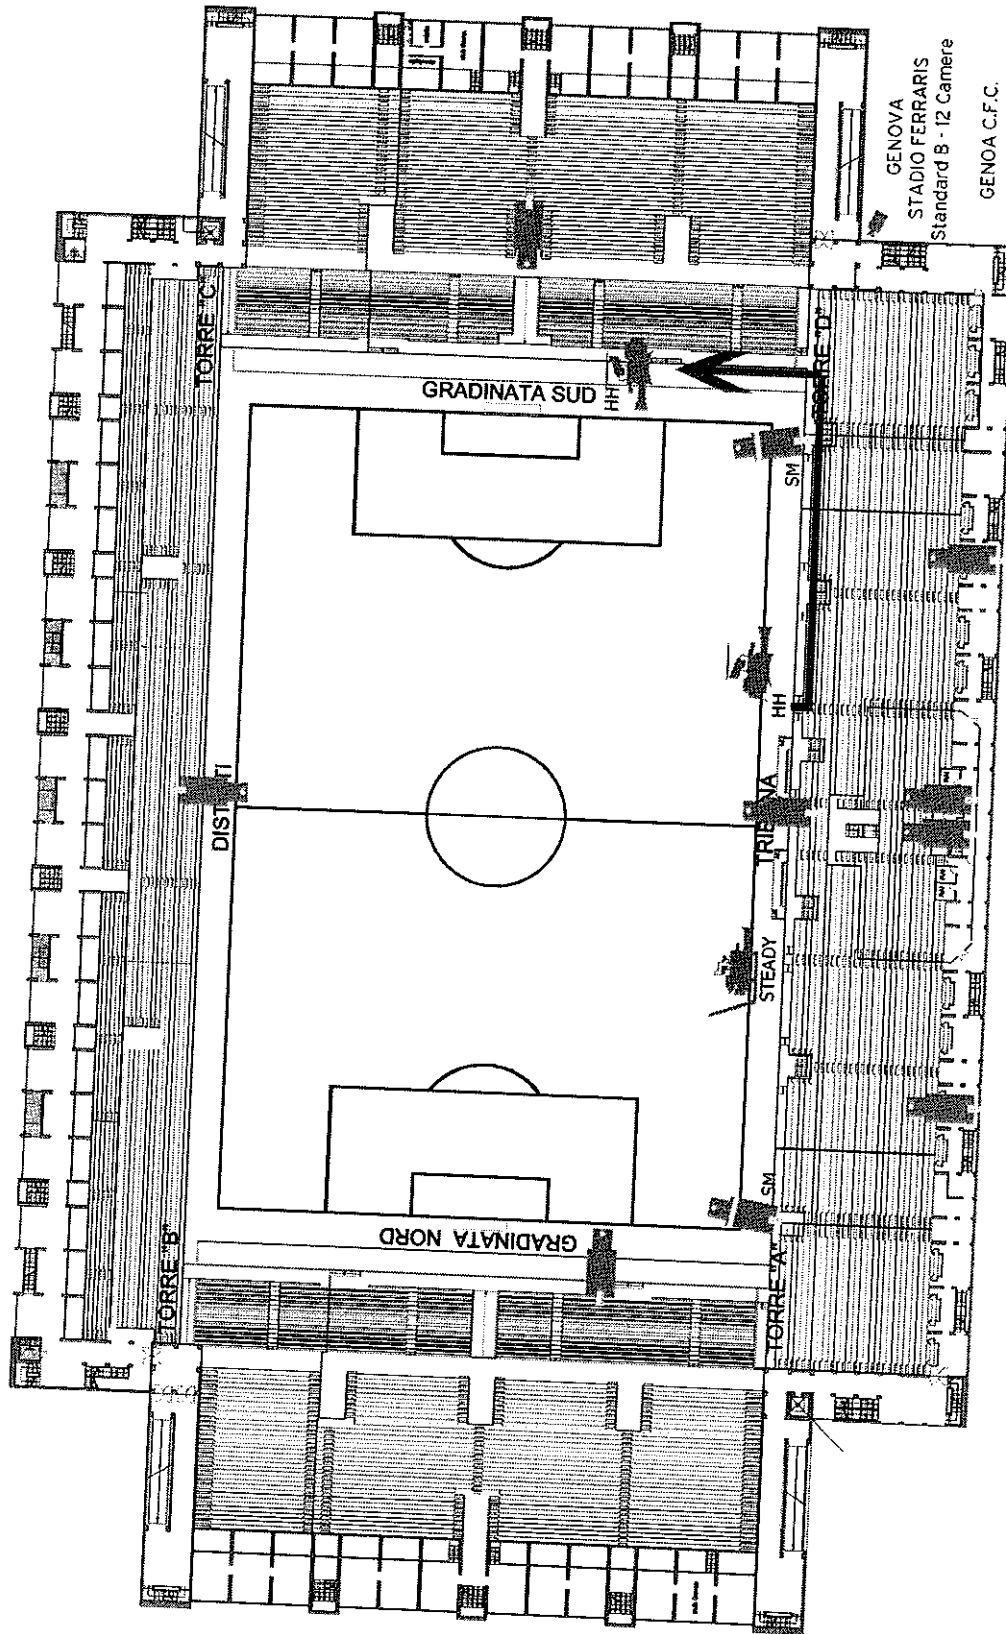 GENOVA
STADIO FERRARIS
Standard B - 12 Camere
GENOA C.F.C.
TORRE "C"
TORRE "D"
GRADINATA SUD
HH
SM
HH
TRIBUNA
STEADY
SM
GRADINATA NORD
TORRE "B"
TORRE "A"